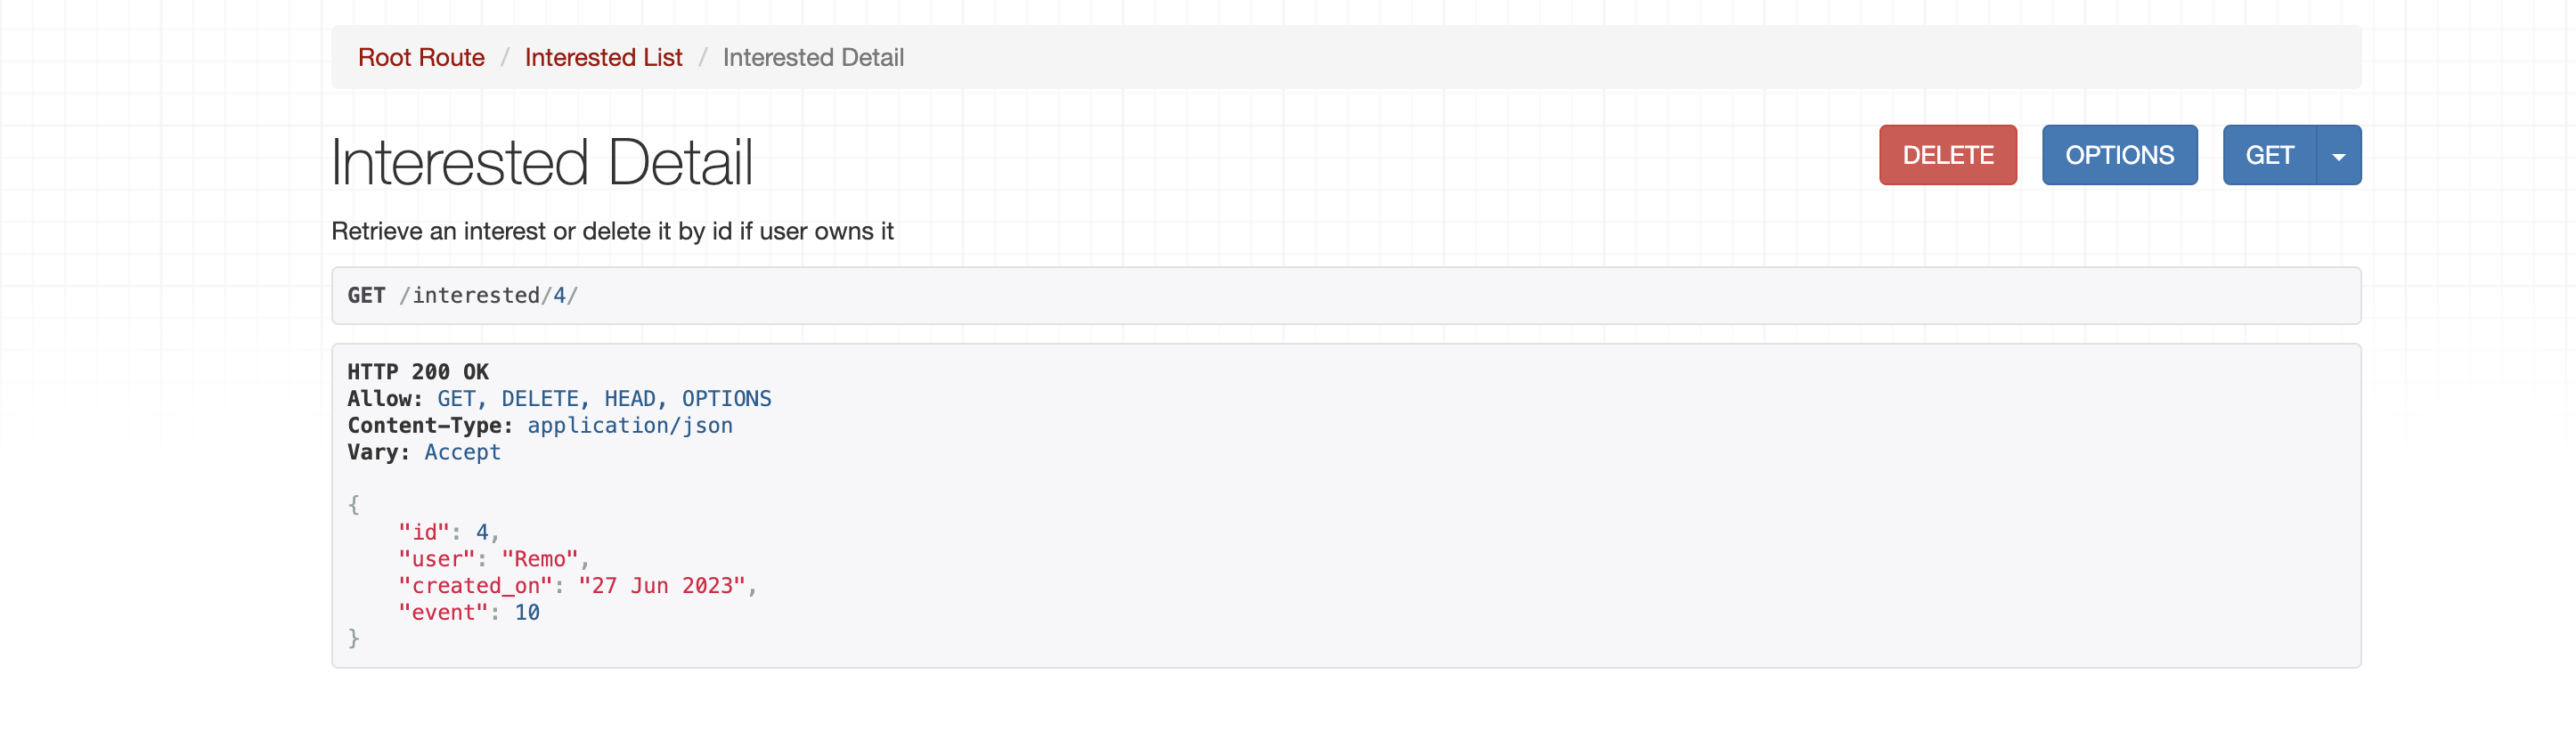 Root Route / Interested List / Interested Detail
Interested Detail
DELETE OPTIONS GET
Retrieve an interest or delete it by id if user owns it
GET /interested/4/
HTTP 200 OK
Allow: GET, DELETE, HEAD, OPTIONS
Content-Type: application/json
Vary: Accept
{
    "id": 4,
    "user": "Remo",
    "created_on": "27 Jun 2023",
    "event": 10
}